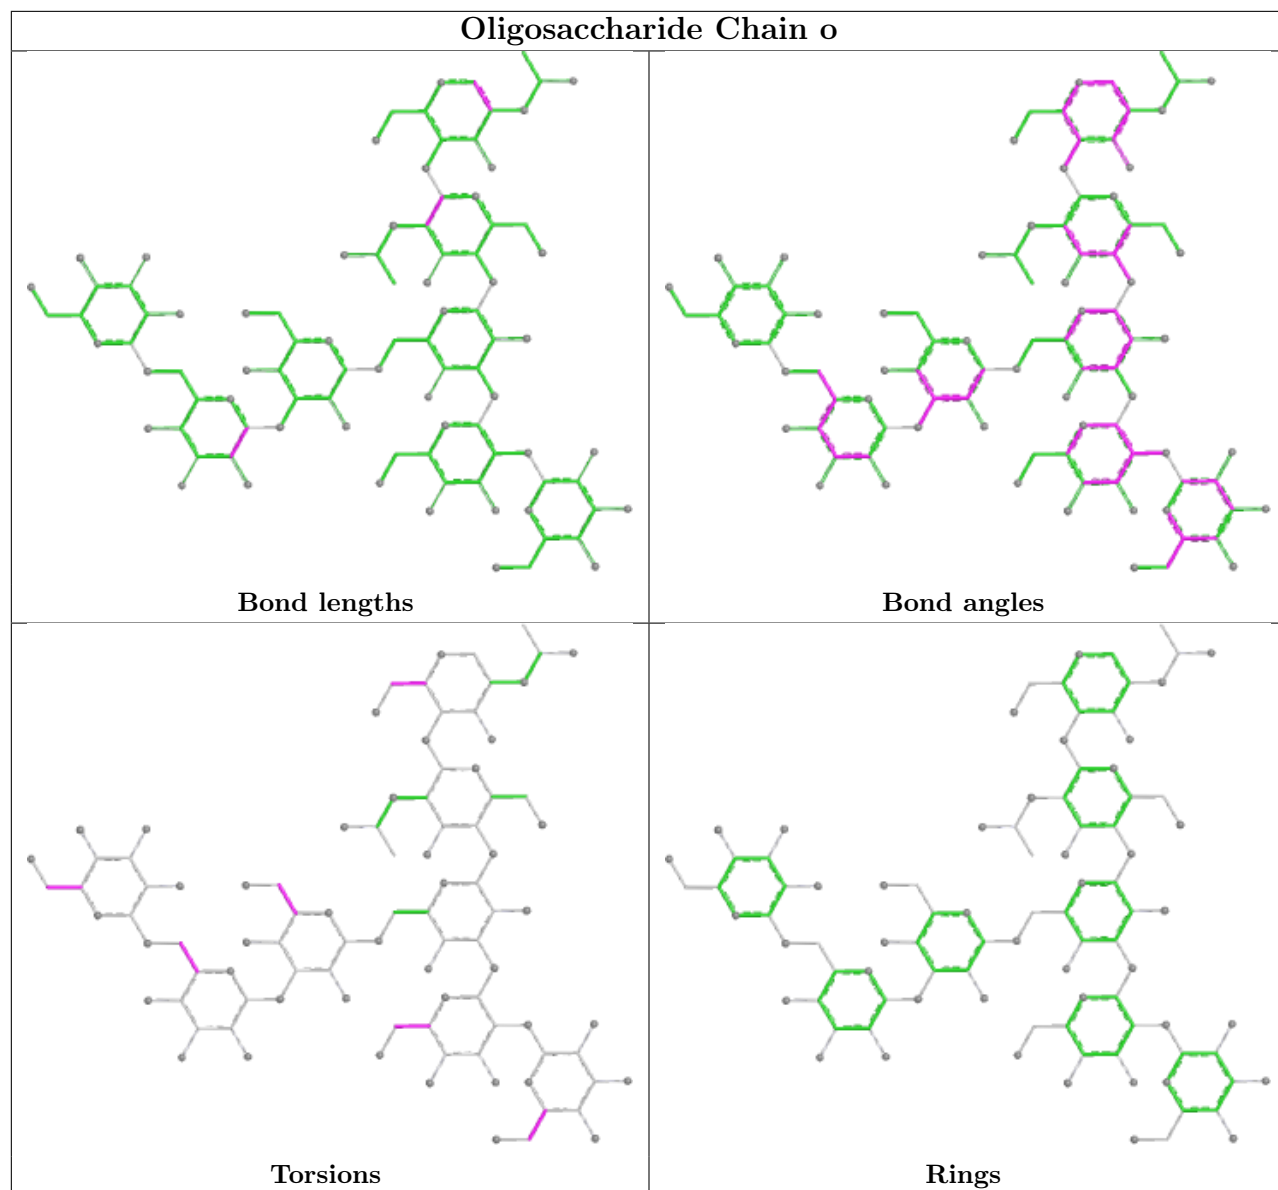 Oligosaccharide Chain o
Bond lengths
Bond angles
Torsions
Rings